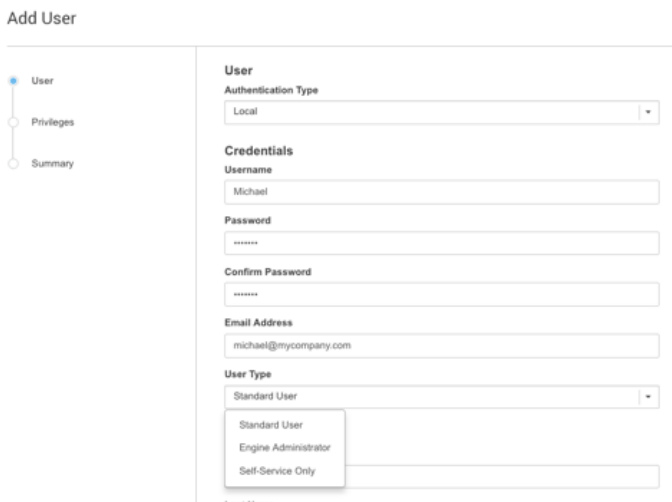 Add User
User
Privileges
Summary
User
Authentication Type
Local
Credentials
Username
Michael
Password
•••••••
Confirm Password
•••••••
Email Address
michael@mycompany.com
User Type
Standard User
Standard User
Engine Administrator
Self-Service Only